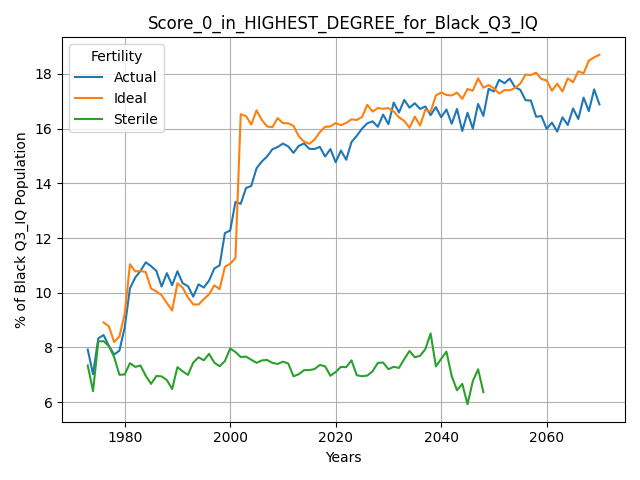 Score_0_in_HIGHEST_DEGREE_for_Black_Q3_IQ
Fertility
Actual
Ideal
Sterile
% of Black Q3_IQ Population
18
16
14
12
10
8
6
1980
2000
2020
2040
2060
Years